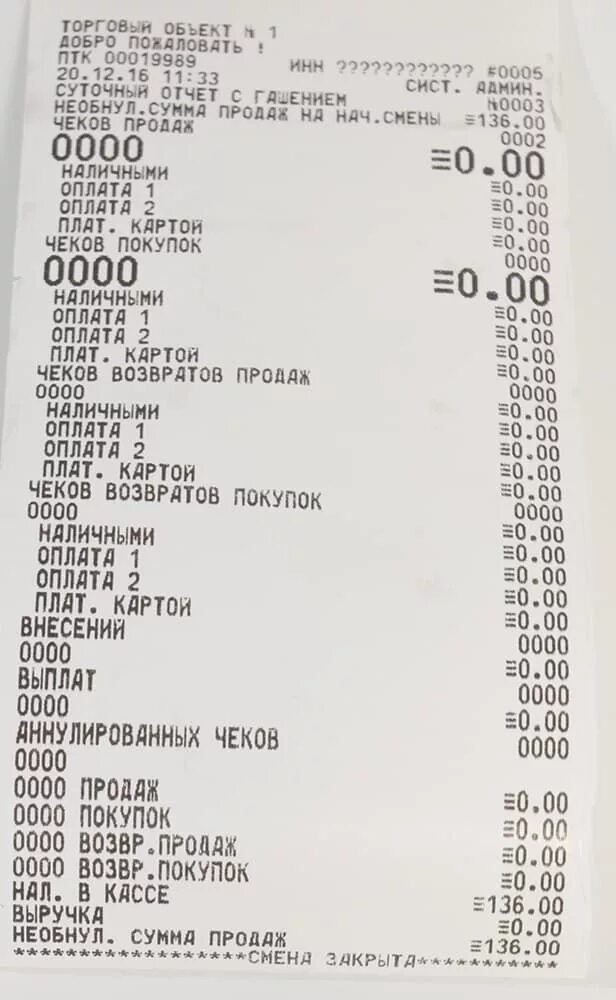 ТОРГОВЫЙ ОБЪЕКТ № 1
ДОБРО ПОЖАЛОВАТЬ !
ПТК 00019989 ИНН ???????????? #0005
20.12.16 11:33 СИСТ. АДМИН.
СУТОЧНЫЙ ОТЧЕТ С ГАШЕНИЕМ №0003
НЕОБНУЛ.СУММА ПРОДАЖ НА НАЧ.СМЕНЫ ≡136.00
ЧЕКОВ ПРОДАЖ 0002
0000 ≡0.00
НАЛИЧНЫМИ ≡0.00
ОПЛАТА 1 ≡0.00
ОПЛАТА 2 ≡0.00
ПЛАТ. КАРТОЙ ≡0.00
ЧЕКОВ ПОКУПОК 0000
0000 ≡0.00
НАЛИЧНЫМИ ≡0.00
ОПЛАТА 1 ≡0.00
ОПЛАТА 2 ≡0.00
ПЛАТ. КАРТОЙ ≡0.00
ЧЕКОВ ВОЗВРАТОВ ПРОДАЖ 0000
0000 ≡0.00
НАЛИЧНЫМИ ≡0.00
ОПЛАТА 1 ≡0.00
ОПЛАТА 2 ≡0.00
ПЛАТ. КАРТОЙ ≡0.00
ЧЕКОВ ВОЗВРАТОВ ПОКУПОК 0000
0000 ≡0.00
НАЛИЧНЫМИ ≡0.00
ОПЛАТА 1 ≡0.00
ОПЛАТА 2 ≡0.00
ПЛАТ. КАРТОЙ ≡0.00
ВНЕСЕНИЙ 0000
0000 ≡0.00
ВЫПЛАТ 0000
0000 ≡0.00
АННУЛИРОВАННЫХ ЧЕКОВ 0000
0000
0000 ПРОДАЖ ≡0.00
0000 ПОКУПОК ≡0.00
0000 ВОЗВР.ПРОДАЖ ≡0.00
0000 ВОЗВР.ПОКУПОК ≡0.00
НАЛ. В КАССЕ ≡136.00
ВЫРУЧКА ≡0.00
НЕОБНУЛ. СУММА ПРОДАЖ ≡136.00
******************СМЕНА ЗАКРЫТА***********